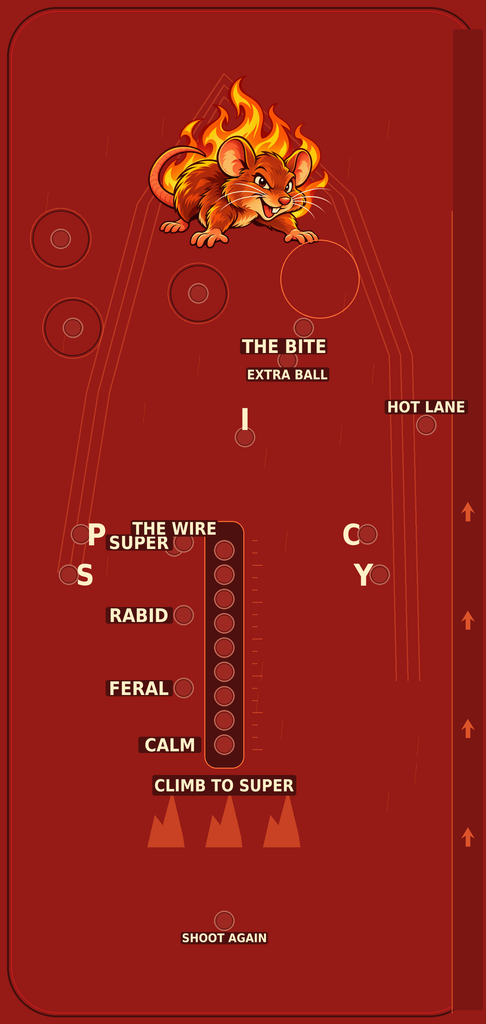 THE BITE
EXTRA BALL
HOT LANE
I
THE WIRE
P
SUPER
C
S
Y
RABID
FERAL
CALM
CLIMB TO SUPER
SHOOT AGAIN